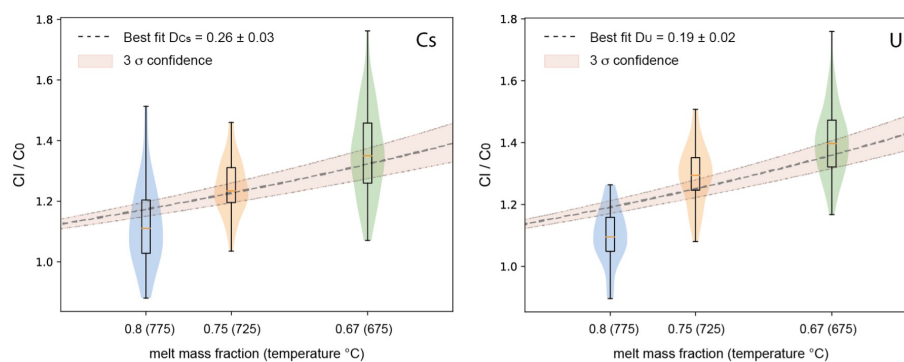 Best fit Dcs = 0.26 ± 0.03
3 σ confidence
Cs
1.8
1.6
1.4
1.2
1.0
Cl / C0
0.8 (775)
0.75 (725)
0.67 (675)
melt mass fraction (temperature °C)
Best fit DU = 0.19 ± 0.02
3 σ confidence
U
1.8
1.6
1.4
1.2
1.0
Cl / C0
0.8 (775)
0.75 (725)
0.67 (675)
melt mass fraction (temperature °C)